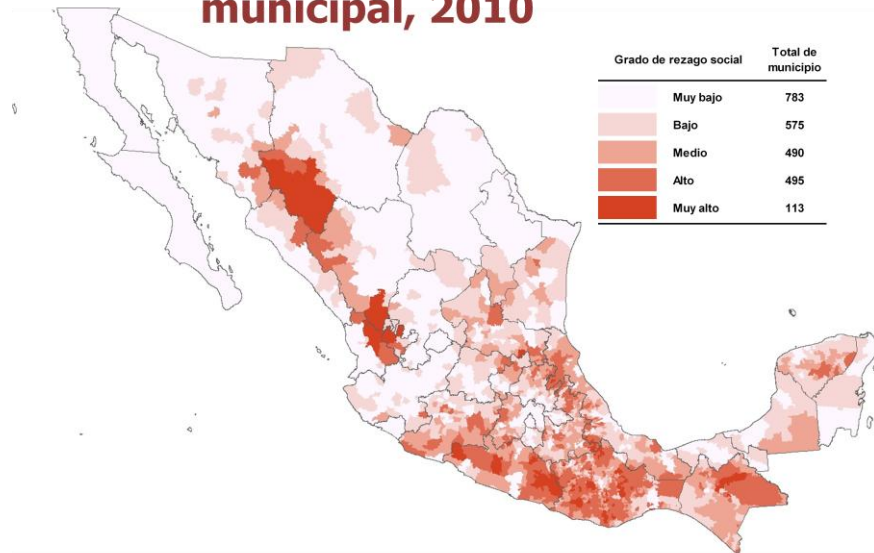 municipal, 2010
Grado de rezago social Total de municipio
Muy bajo 783
Bajo 575
Medio 490
Alto 495
Muy alto 113